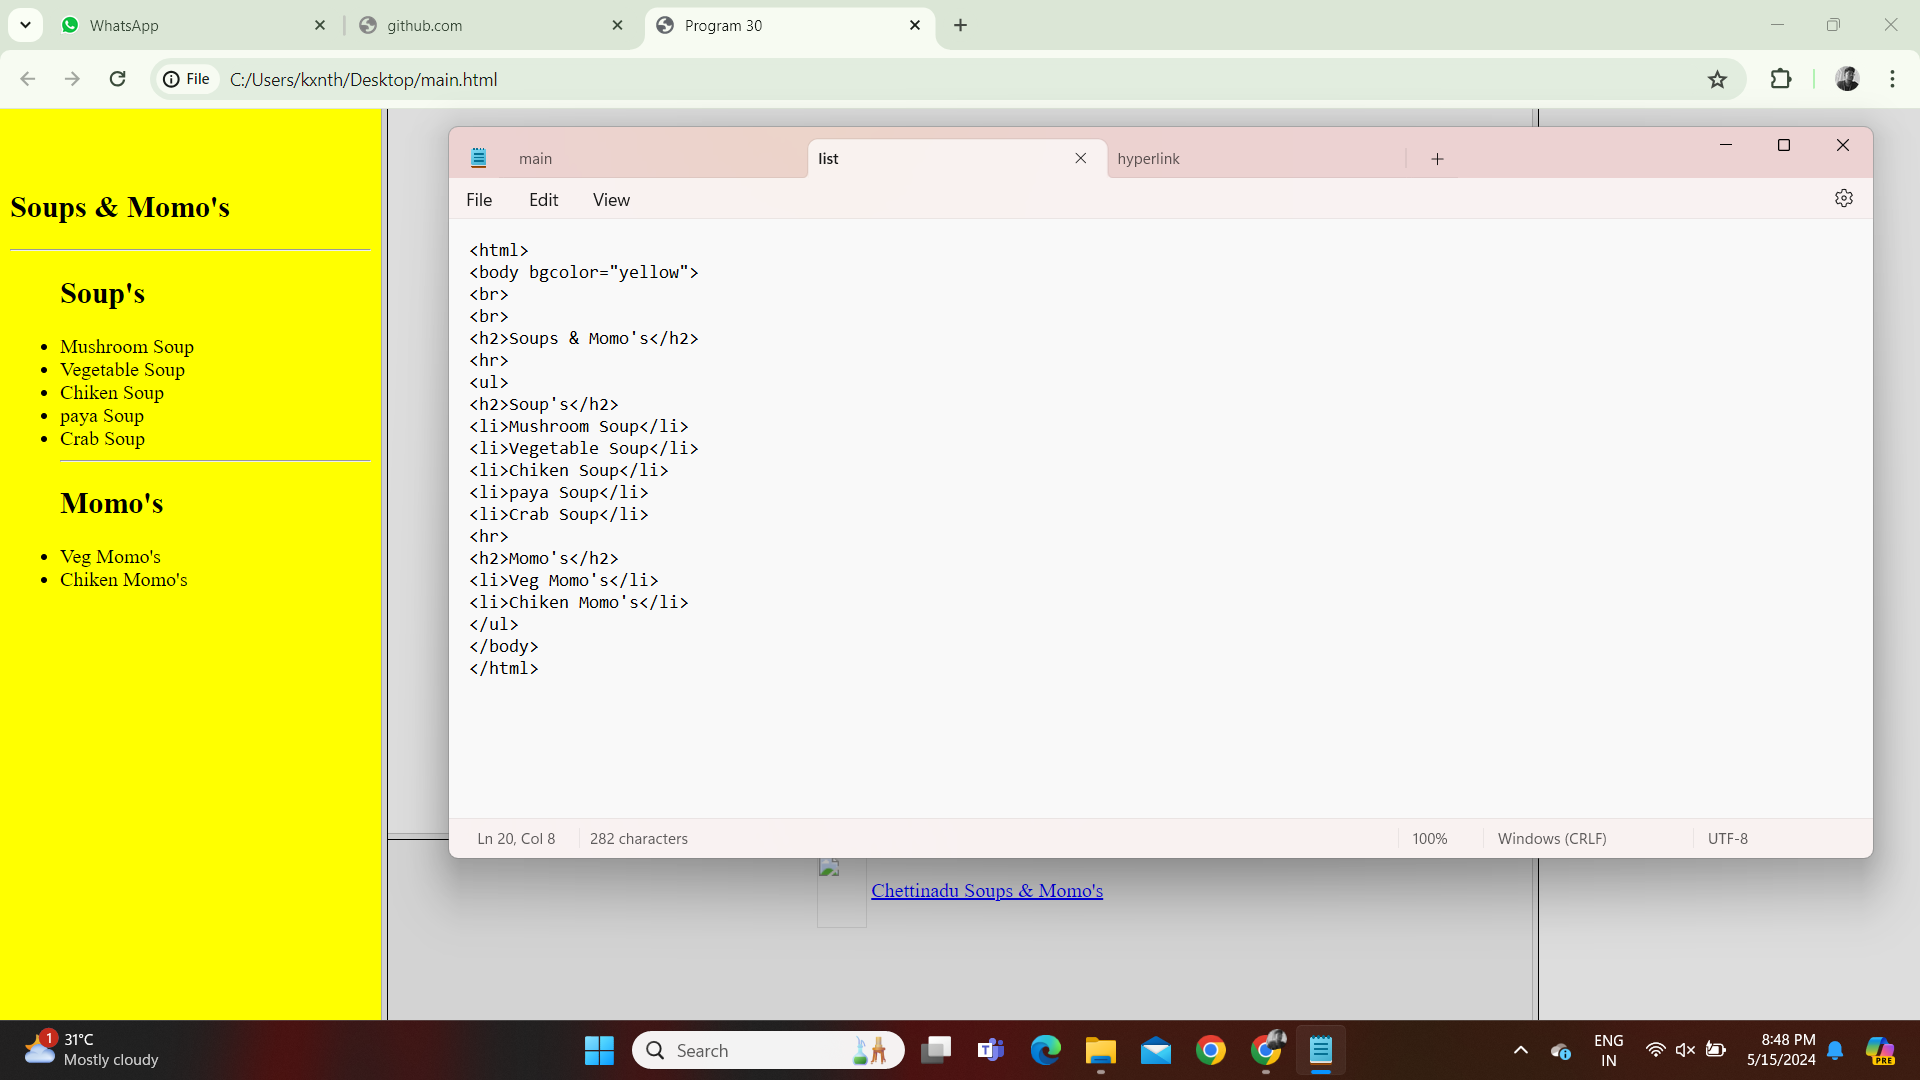 WhatsApp
github.com
Program 30
File
C:/Users/kxnth/Desktop/main.html
Soups & Momo's
Soup's
Mushroom Soup
Vegetable Soup
Chiken Soup
paya Soup
Crab Soup
Momo's
Veg Momo's
Chiken Momo's
main
list
hyperlink
File Edit View
<html>
<body bgcolor="yellow">
<br>
<br>
<h2>Soups & Momo's</h2>
<hr>
<ul>
<h2>Soup's</h2>
<li>Mushroom Soup</li>
<li>Vegetable Soup</li>
<li>Chiken Soup</li>
<li>paya Soup</li>
<li>Crab Soup</li>
<hr>
<h2>Momo's</h2>
<li>Veg Momo's</li>
<li>Chiken Momo's</li>
</ul>
</body>
</html>
Ln 20, Col 8
282 characters
100%
Windows (CRLF)
UTF-8
Chettinadu Soups & Momo's
1
31°C
Mostly cloudy
Search
ENG
IN
8:48 PM
5/15/2024
PRE